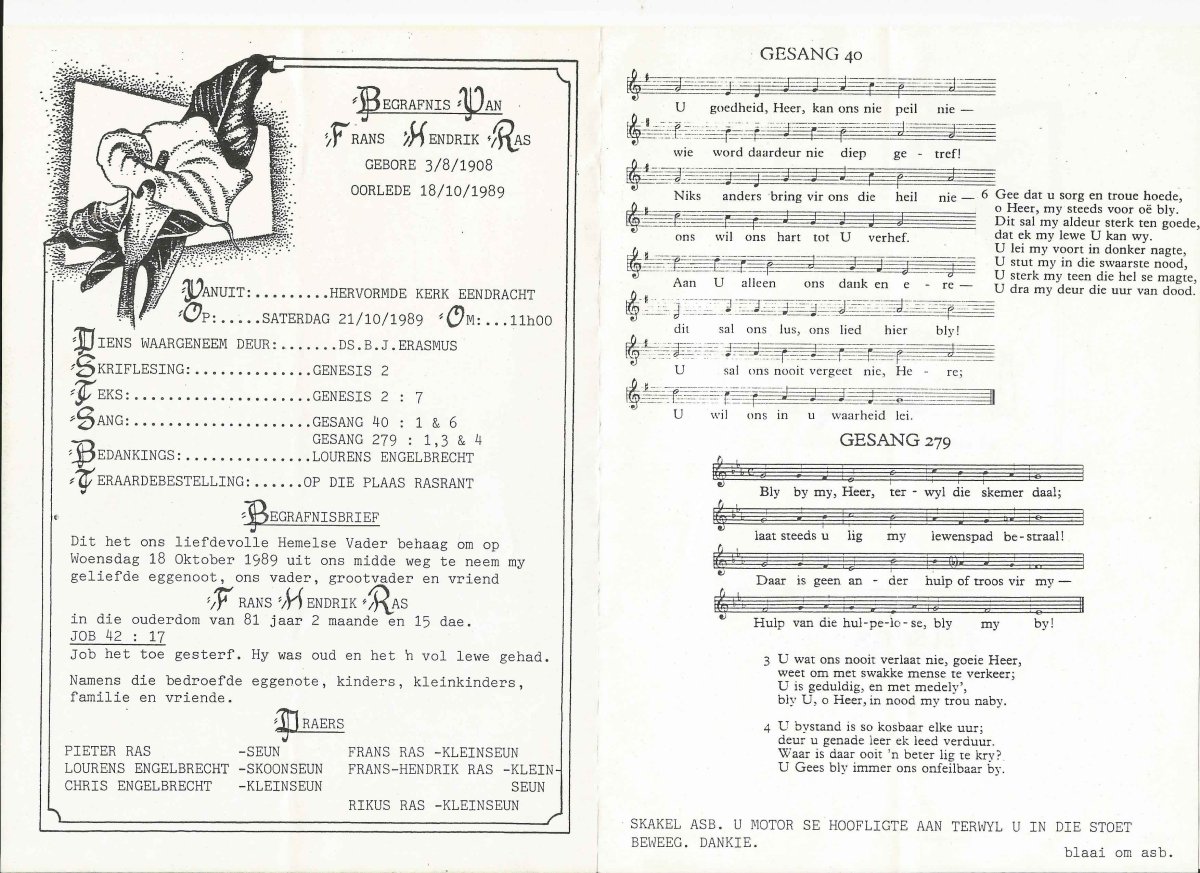 BEGRAFNIS VAN
FRANS HENDRIK RAS
GEBORE 3/8/1908
OORLEDE 18/10/1989
VANUIT:.........HERVORMDE KERK EENDRACHT
OP:.....SATERDAG 21/10/1989 OM:...11h00
DIENS WAARGENEEM DEUR:.......DS.B.J.ERASMUS
SKRIFLESING:..............GENESIS 2
TEKS:.....................GENESIS 2 : 7
SANG:.....................GESANG 40 : 1 & 6
GESANG 279 : 1,3 & 4
BEDANKINGS:...............LOURENS ENGELBRECHT
TERAARDEBESTELLING:......OP DIE PLAAS RASRANT
BEGRAFNISBRIEF
Dit het ons liefdevolle Hemelse Vader behaag om op
Woensdag 18 Oktober 1989 uit ons midde weg te neem my
geliefde eggenoot, ons vader, grootvader en vriend
FRANS HENDRIK RAS
in die ouderdom van 81 jaar 2 maande en 15 dae.
JOB 42 : 17
Job het toe gesterf. Hy was oud en het 'n vol lewe gehad.
Namens die bedroefde eggenote, kinders, kleinkinders,
familie en vriende.
DRAERS
PIETER RAS -SEUN
LOURENS ENGELBRECHT -SKOONSEUN
CHRIS ENGELBRECHT -KLEINSEUN
FRANS RAS -KLEINSEUN
FRANS-HENDRIK RAS -KLEIN-
SEUN
RIKUS RAS -KLEINSEUN
GESANG 40
U goedheid, Heer, kan ons nie peil nie —
wie word daardeur nie diep ge - tref!
Niks anders bring vir ons die heil nie —
ons wil ons hart tot U verhef.
Aan U alleen ons dank en e - re —
dit sal ons lus, ons lied hier bly!
U sal ons nooit vergeet nie, He - re;
U wil ons in u waarheid lei.
6 Gee dat u sorg en troue hoede,
o Heer, my steeds voor oë bly.
Dit sal my aldeur sterk ten goede,
dat ek my lewe U kan wy.
U lei my voort in donker nagte,
U stut my in die swaarste nood,
U sterk my teen die hel se magte,
U dra my deur die uur van dood.
GESANG 279
Bly by my, Heer, ter - wyl die skemer daal;
laat steeds u lig my lewenspad be-straal!
Daar is geen an - der hulp of troos vir my —
Hulp van die hul-pe-lo-se, bly my by!
3 U wat ons nooit verlaat nie, goeie Heer,
weet om met swakke mense te verkeer;
U is geduldig, en met medely',
bly U, o Heer, in nood my trou naby.
4 U bystand is so kosbaar elke uur;
deur u genade leer ek leed verduur.
Waar is daar ooit 'n beter lig te kry?
U Gees bly immer ons onfeilbaar by.
SKAKEL ASB. U MOTOR SE HOOFLIGTE AAN TERWYL U IN DIE STOET
BEWEEG. DANKIE.
blaai om asb.